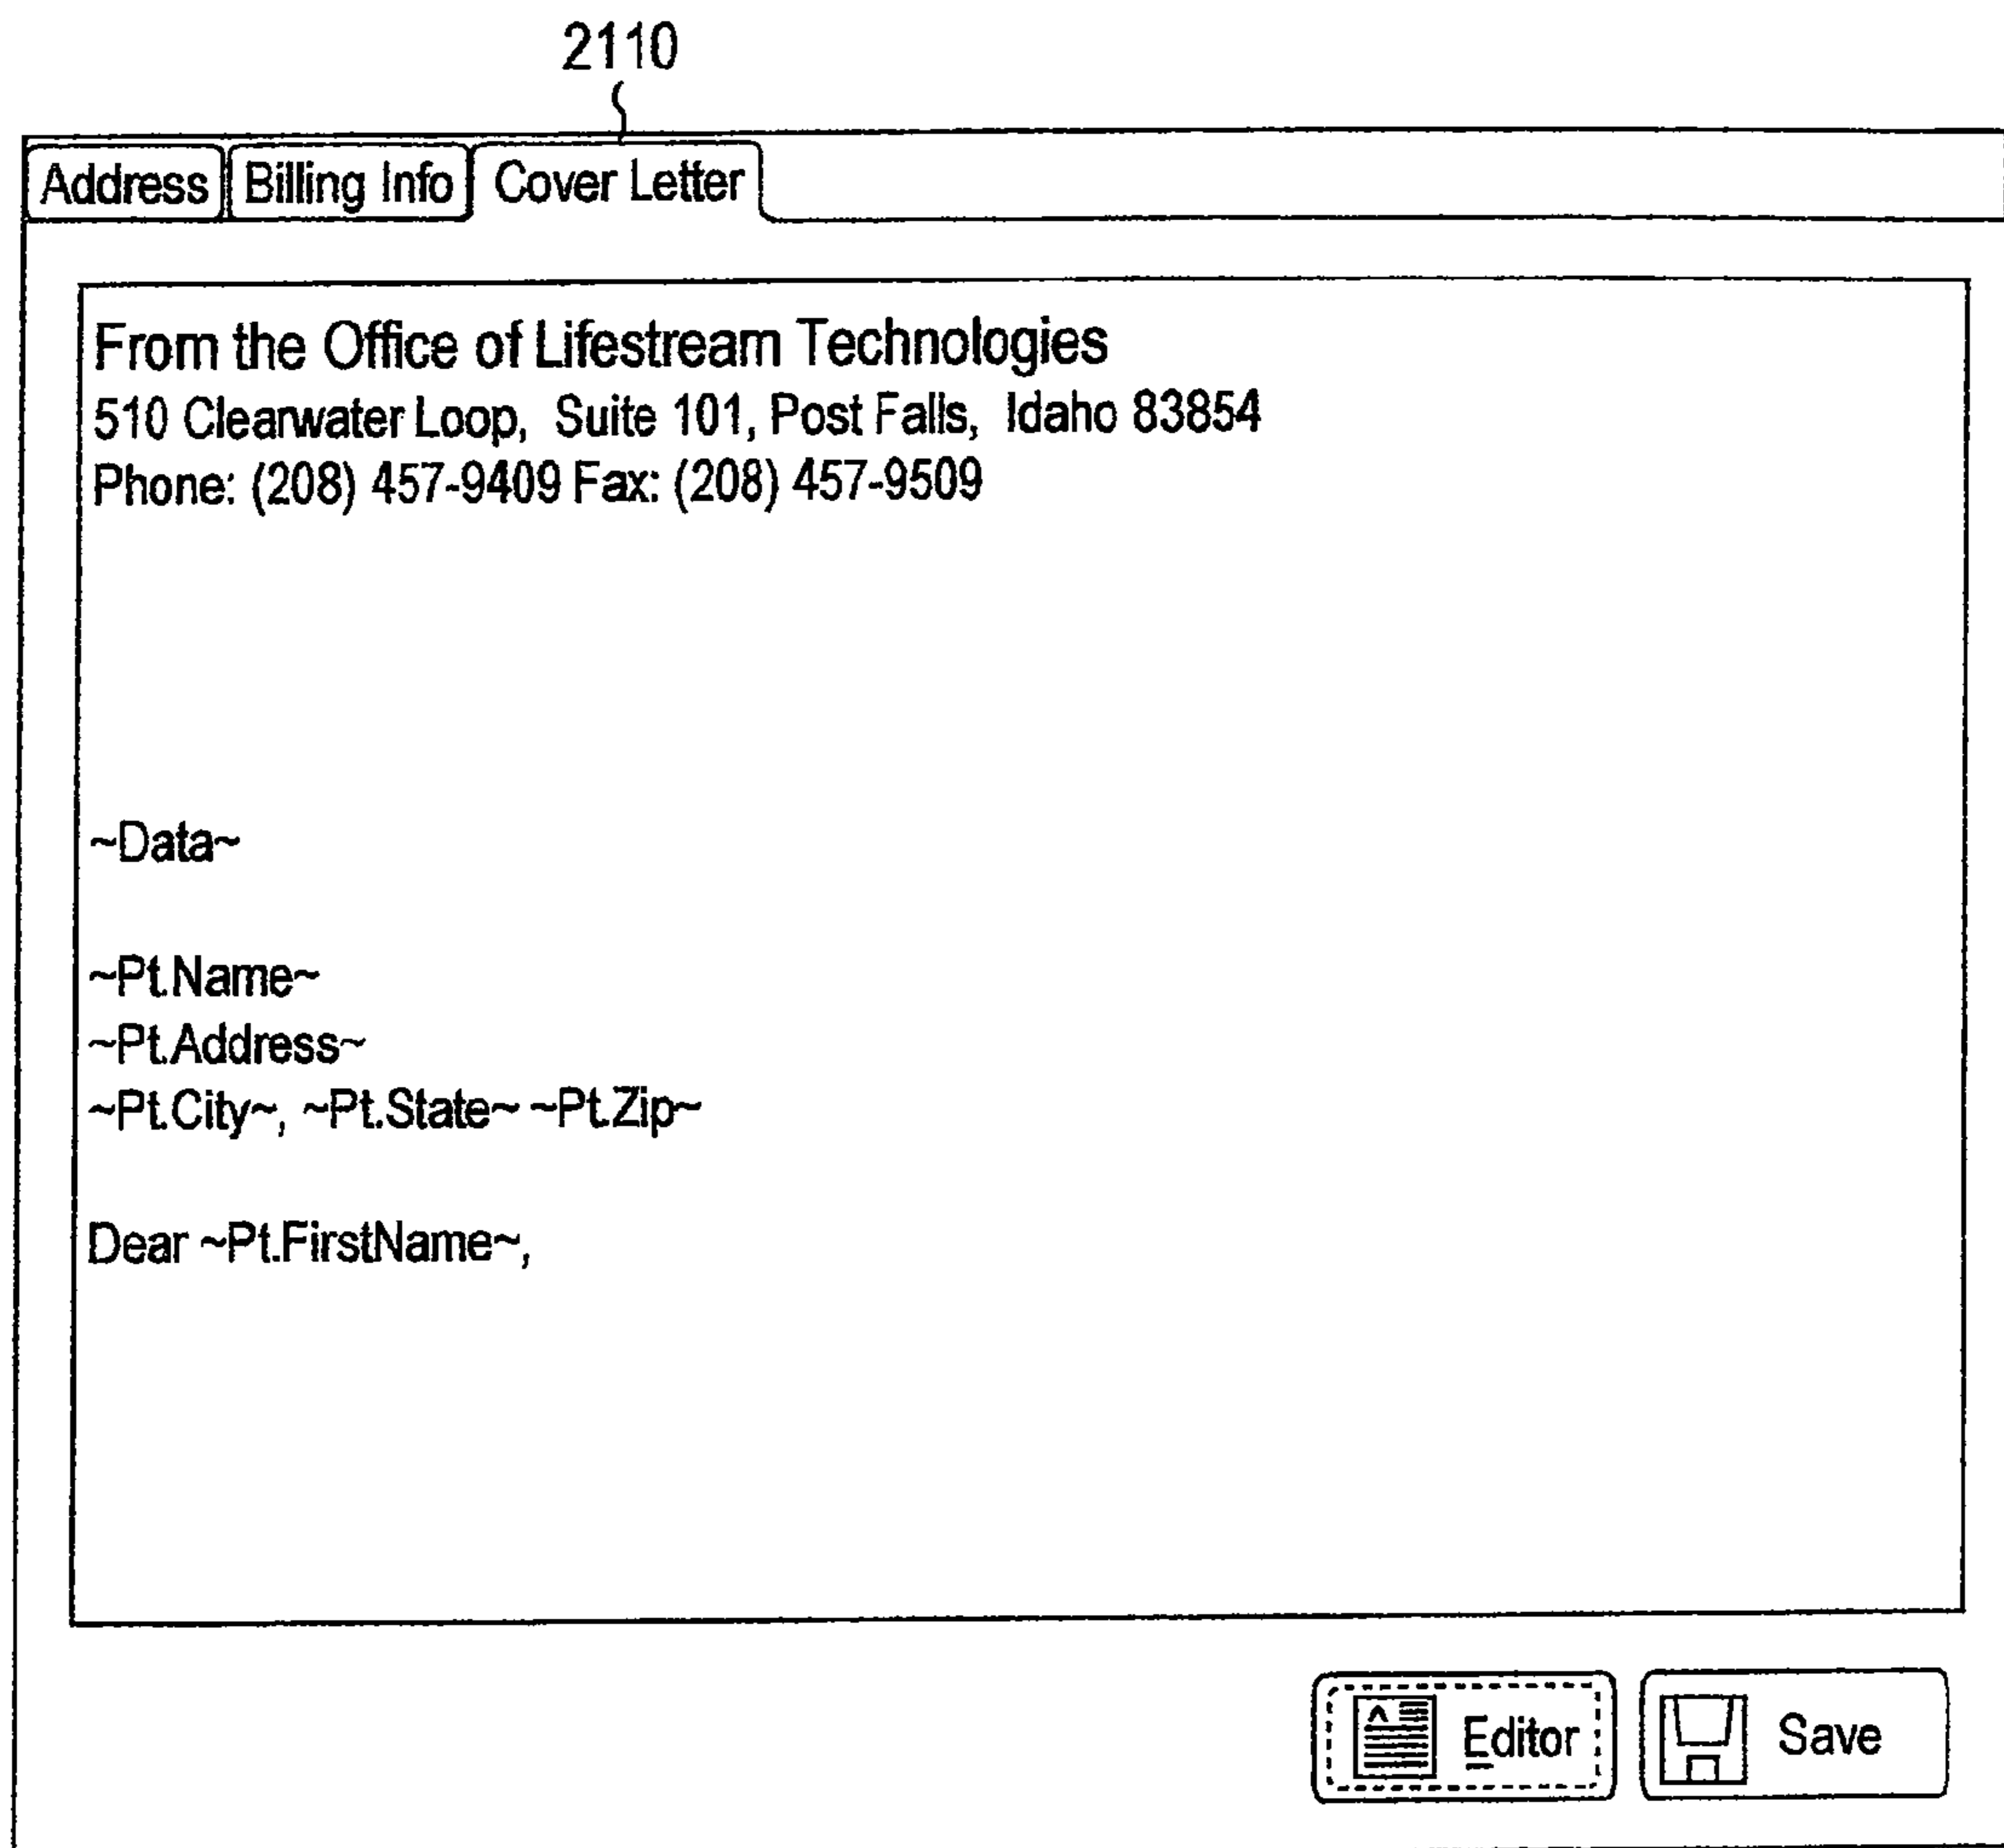 2110
Address Billing Info Cover Letter
From the Office of Lifestream Technologies
510 Clearwater Loop, Suite 101, Post Falls, Idaho 83854
Phone: (208) 457-9409 Fax: (208) 457-9509
~Data~
~Pt.Name~
~Pt.Address~
~Pt.City~, ~Pt.State~ ~Pt.Zip~
Dear ~Pt.FirstName~,
Editor Save